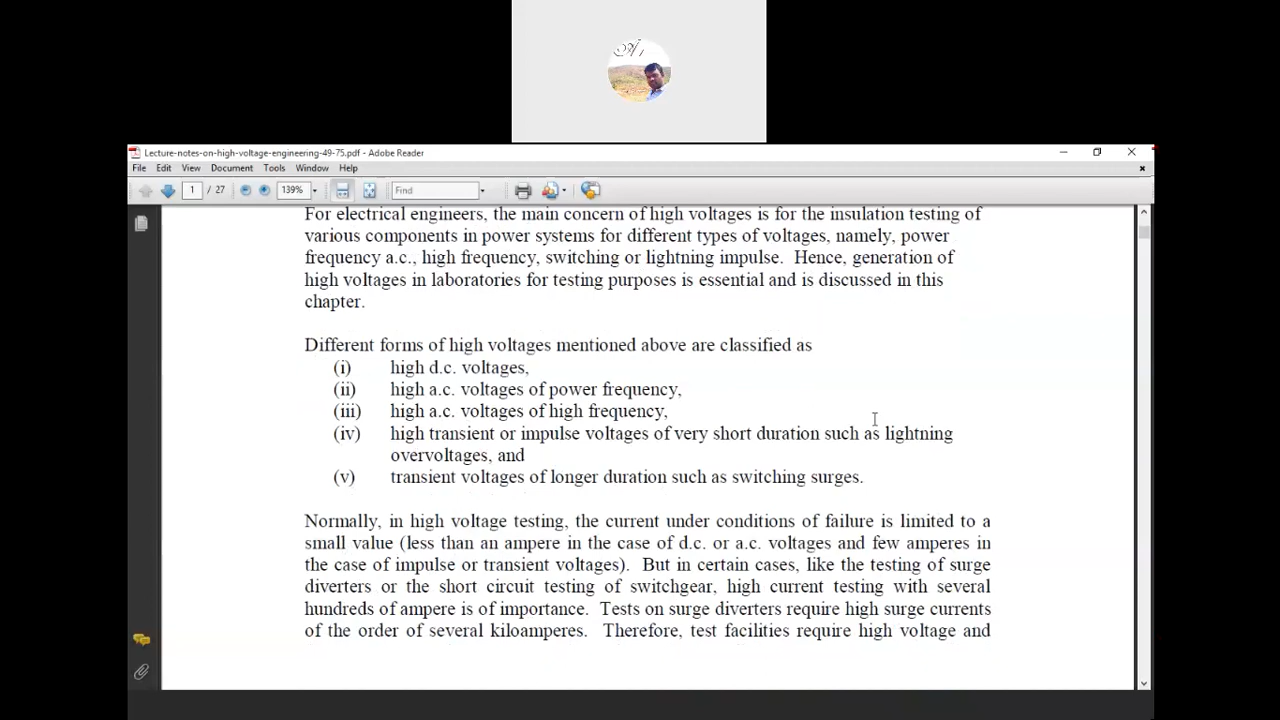 Lecture-notes-on-high-voltage-engineering-49-75.pdf - Adobe Reader
File Edit View Document Tools Window Help
1 / 27 139% Find
For electrical engineers, the main concern of high voltages is for the insulation testing of
various components in power systems for different types of voltages, namely, power
frequency a.c., high frequency, switching or lightning impulse. Hence, generation of
high voltages in laboratories for testing purposes is essential and is discussed in this
chapter.
Different forms of high voltages mentioned above are classified as
(i) high d.c. voltages,
(ii) high a.c. voltages of power frequency,
(iii) high a.c. voltages of high frequency,
(iv) high transient or impulse voltages of very short duration such as lightning
overvoltages, and
(v) transient voltages of longer duration such as switching surges.
Normally, in high voltage testing, the current under conditions of failure is limited to a
small value (less than an ampere in the case of d.c. or a.c. voltages and few amperes in
the case of impulse or transient voltages). But in certain cases, like the testing of surge
diverters or the short circuit testing of switchgear, high current testing with several
hundreds of ampere is of importance. Tests on surge diverters require high surge currents
of the order of several kiloamperes. Therefore, test facilities require high voltage and